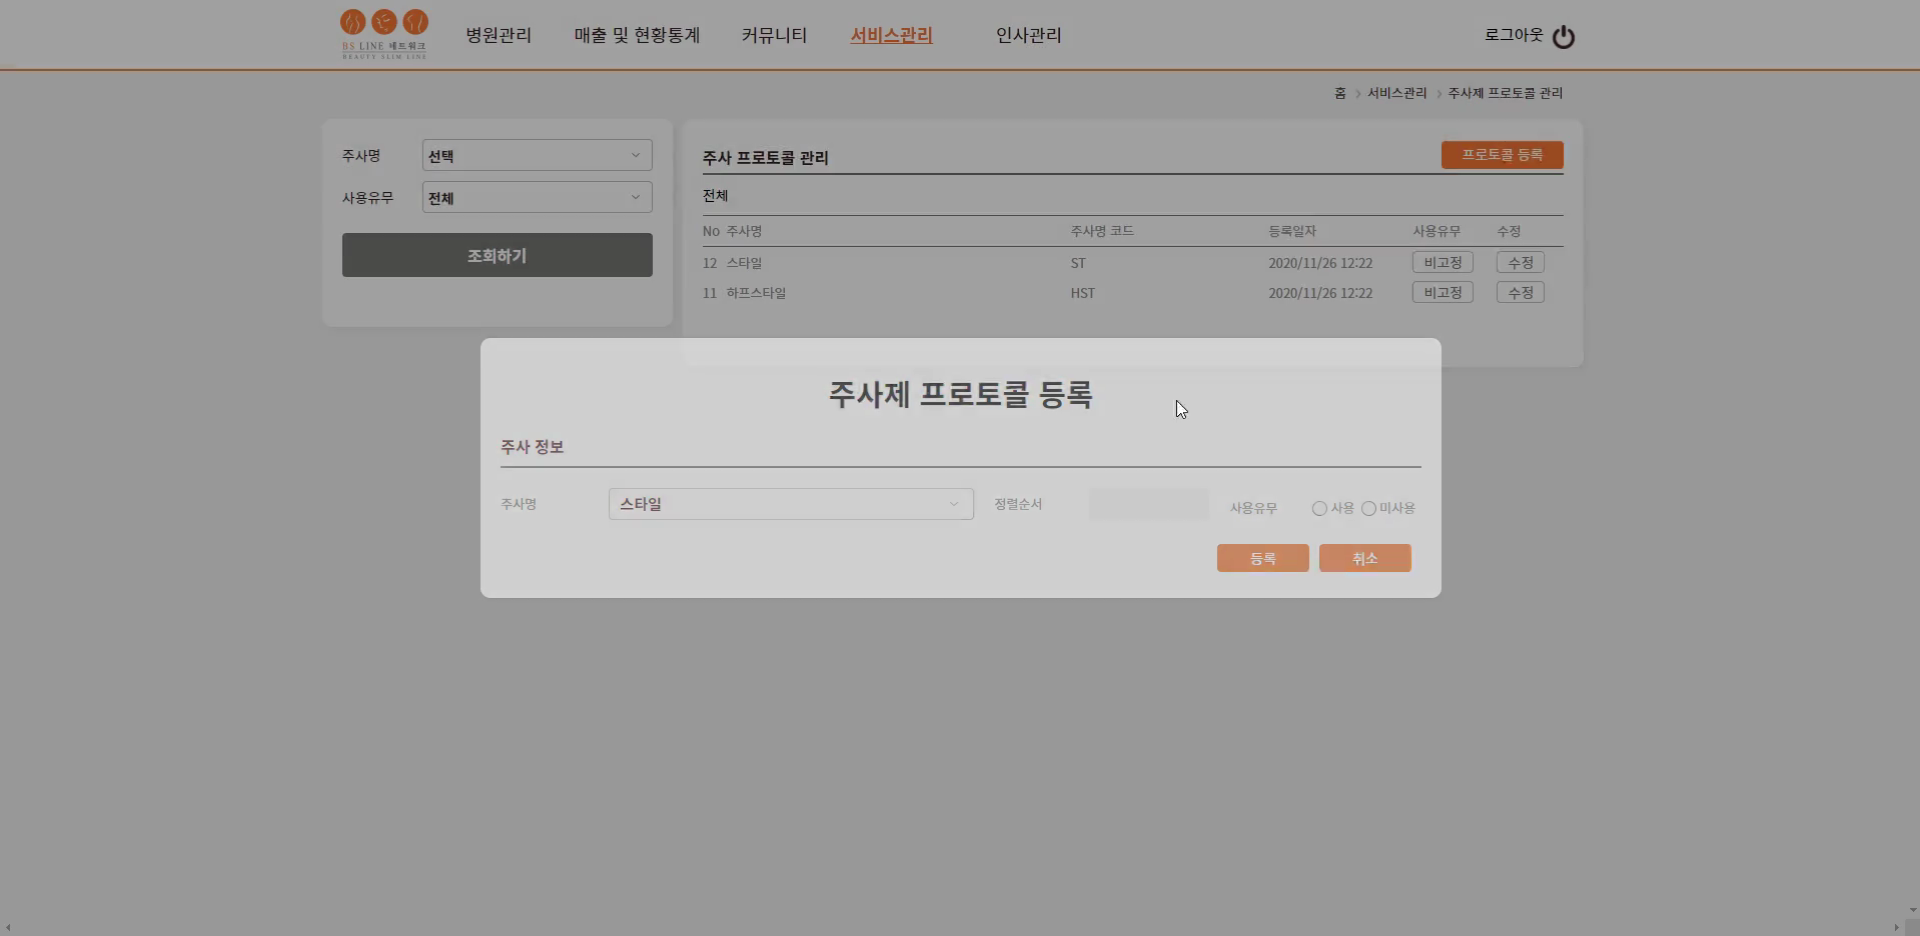 BS LINE 네트워크
BEAUTY SLIM LINE
병원관리 매출 및 현황통계 커뮤니티 서비스관리 인사관리 로그아웃
홈 > 서비스관리 > 주사제 프로토콜 관리
주사명 선택
사용유무 전체
조회하기
주사 프로토콜 관리 프로토콜 등록
전체
No 주사명 주사명 코드 등록일자 사용유무 수정
12 스타일 ST 2020/11/26 12:22 비고정 수정
11 하프스타일 HST 2020/11/26 12:22 비고정 수정
주사제 프로토콜 등록
주사 정보
주사명 스타일 정렬순서 사용유무 사용 미사용
등록 취소